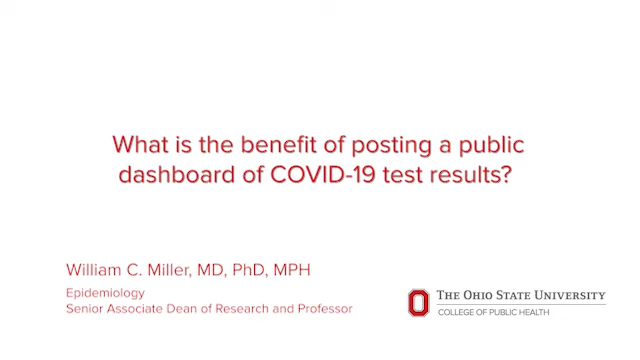 What is the benefit of posting a public
dashboard of COVID-19 test results?
William C. Miller, MD, PhD, MPH
Epidemiology
Senior Associate Dean of Research and Professor
THE OHIO STATE UNIVERSITY
COLLEGE OF PUBLIC HEALTH